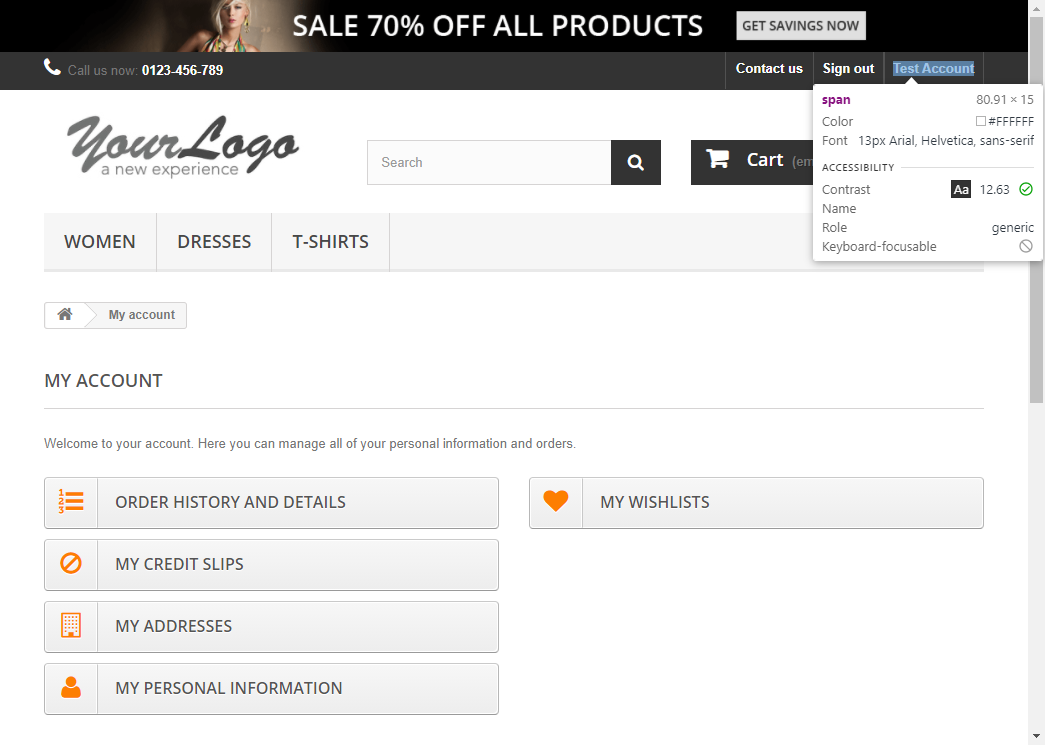 SALE 70% OFF ALL PRODUCTS GET SAVINGS NOW
Call us now: 0123-456-789 Contact us Sign out Test Account
span 80.91 × 15
Color #FFFFFF
Font 13px Arial, Helvetica, sans-serif
ACCESSIBILITY
Contrast Aa 12.63
Name
Role generic
Keyboard-focusable
YourLogo
a new experience
Search
Cart
WOMEN DRESSES T-SHIRTS
My account
MY ACCOUNT
Welcome to your account. Here you can manage all of your personal information and orders.
1
2
3
ORDER HISTORY AND DETAILS MY WISHLISTS
MY CREDIT SLIPS
MY ADDRESSES
MY PERSONAL INFORMATION